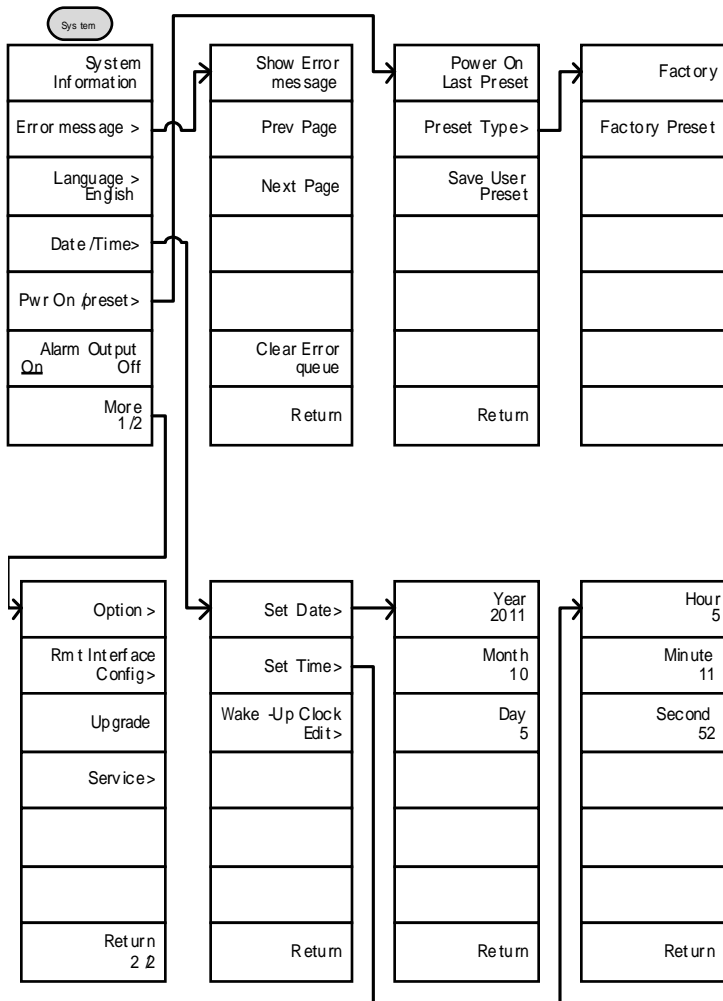 System
System
Information
Error message >
Language >
English
Date /Time>
Pwr On /preset>
Alarm Output
On Off
More
1 /2
Show Error
message
Prev Page
Next Page
Clear Error
queue
Return
Power On
Last Preset
Preset Type>
Save User
Preset
Return
Factory
Factory Preset
Option >
Rmt Interface
Config>
Upgrade
Service>
Return
2 /2
Set Date>
Set Time>
Wake -Up Clock
Edit>
Return
Year
2011
Month
10
Day
5
Return
Hour
5
Minute
11
Second
52
Return